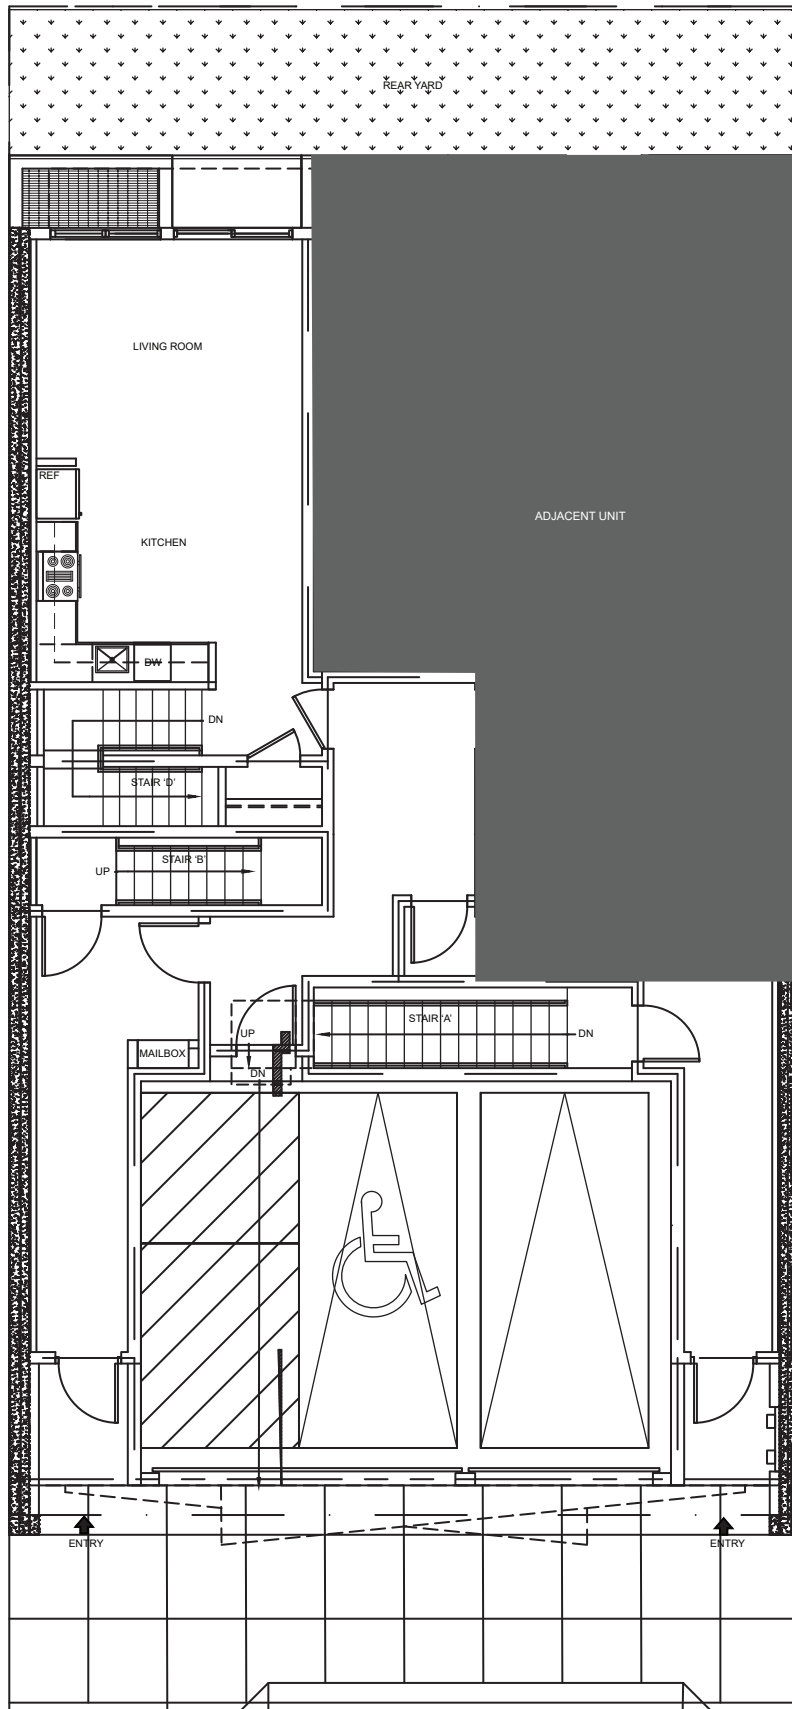 REAR YARD
LIVING ROOM
REF
ADJACENT UNIT
KITCHEN
DW
DN
STAIR 'D'
STAIR 'B'
UP
STAIR 'A'
UP
DN
MAILBOX
DN
ENTRY
ENTRY